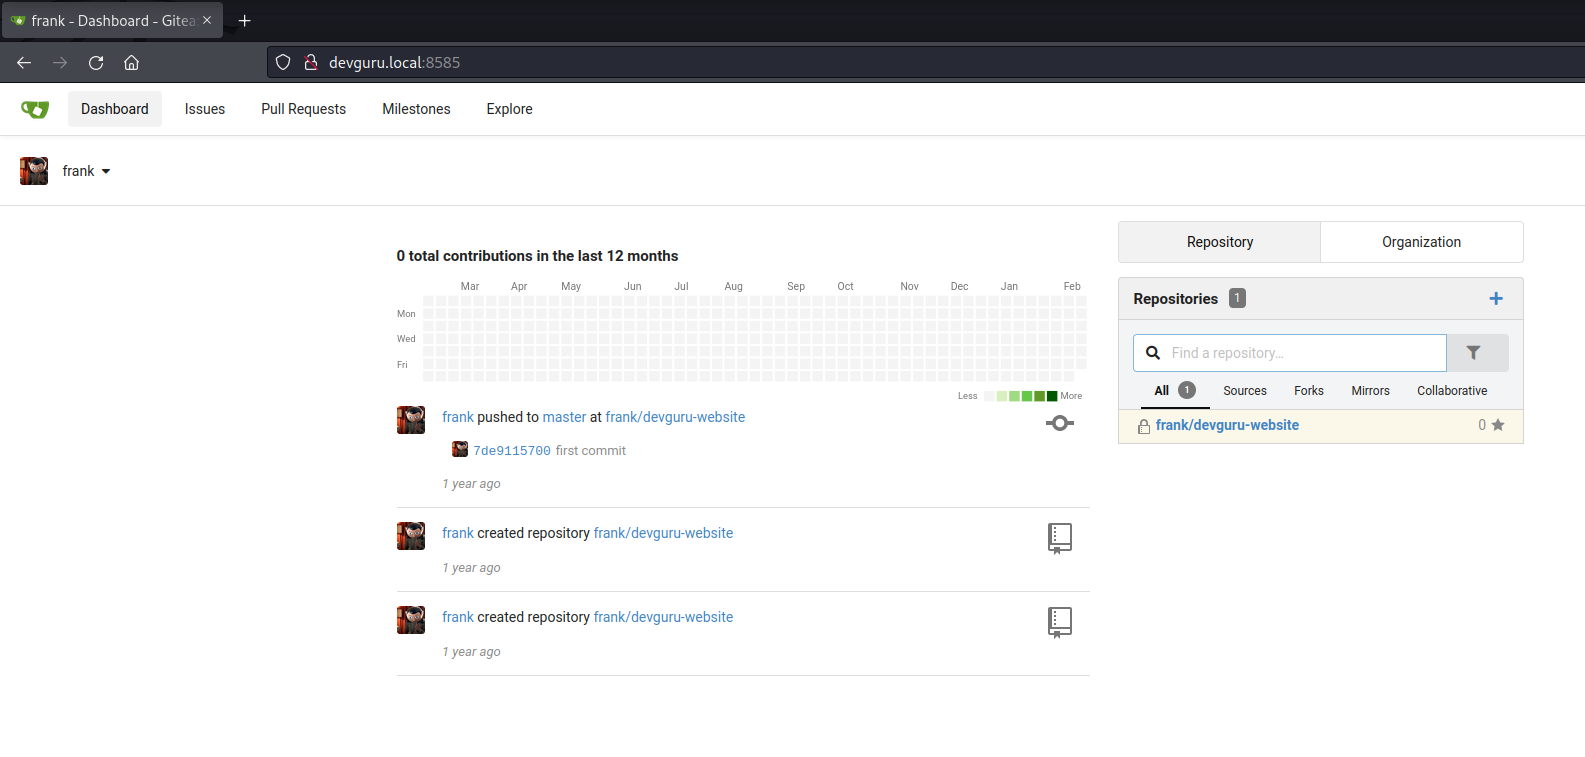 frank - Dashboard - Gitea
devguru.local:8585
Dashboard Issues Pull Requests Milestones Explore
frank
Repository Organization
0 total contributions in the last 12 months
Mar Apr May Jun Jul Aug Sep Oct Nov Dec Jan Feb
Mon
Wed
Fri
Less More
Repositories 1
Find a repository...
All 1 Sources Forks Mirrors Collaborative
frank/devguru-website 0
frank pushed to master at frank/devguru-website
7de9115700 first commit
1 year ago
frank created repository frank/devguru-website
1 year ago
frank created repository frank/devguru-website
1 year ago